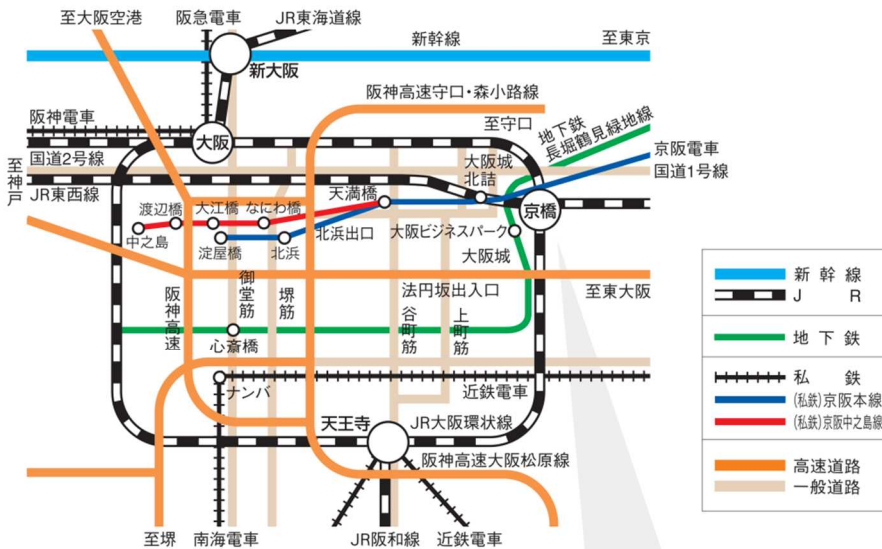 至大阪空港
阪急電車
JR東海道線
新幹線
至東京
新大阪
阪神高速守口・森小路線
阪神電車
大阪
至守口
地下鉄
長堀鶴見緑地線
京阪電車
国道2号線
大阪城
北詰
国道1号線
至神戸
JR東西線
天満橋
京橋
渡辺橋
大江橋
なにわ橋
中之島
淀屋橋
北浜
北浜出口
大阪ビジネスパーク
大阪城
阪神高速
御堂筋
堺筋
法円坂出入口
至東大阪
谷町筋
上町筋
心斎橋
ナンバ
近鉄電車
天王寺
JR大阪環状線
阪神高速大阪松原線
至堺
南海電車
JR阪和線
近鉄電車
新幹線
JR
地下鉄
私鉄
(私鉄)京阪本線
(私鉄)京阪中之島線
高速道路
一般道路